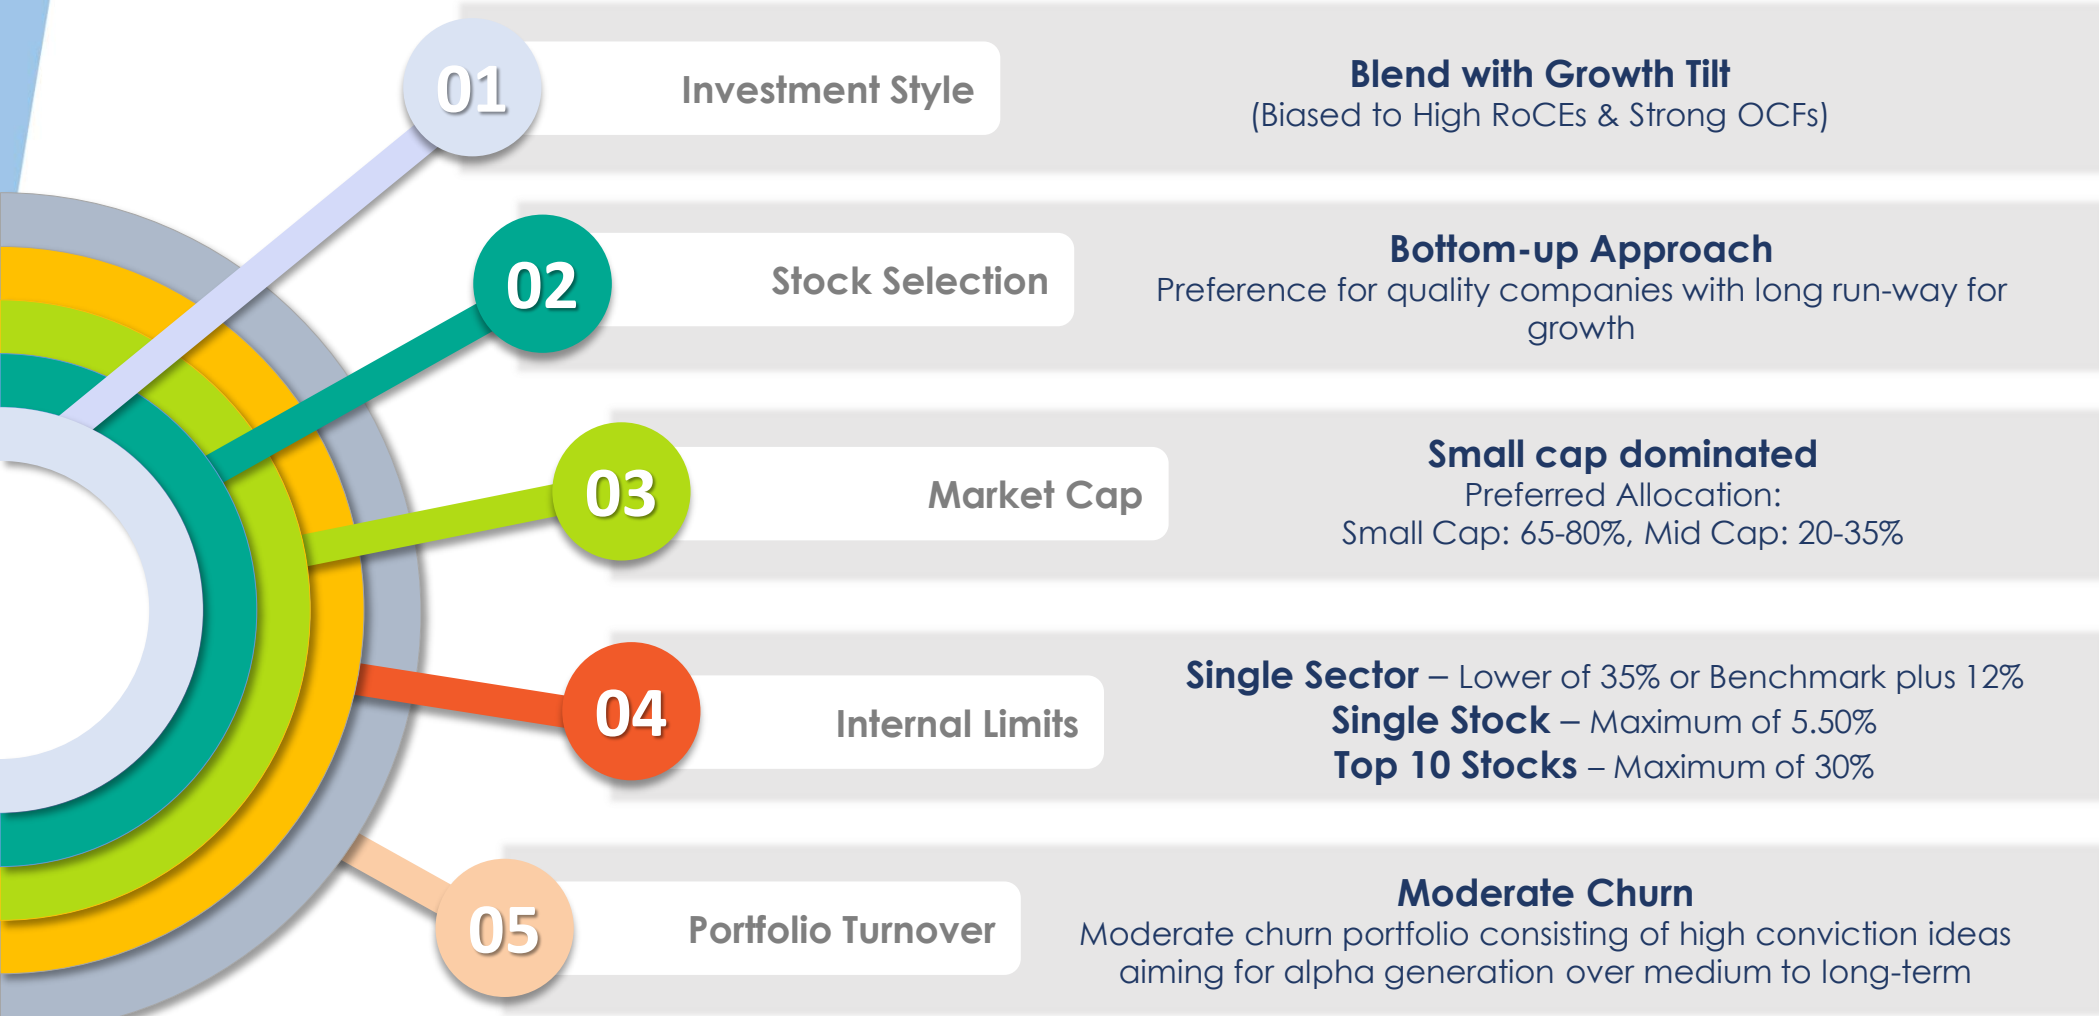 01
Investment Style
Blend with Growth Tilt
(Biased to High RoCEs & Strong OCFs)
02
Stock Selection
Bottom-up Approach
Preference for quality companies with long run-way for
growth
03
Market Cap
Small cap dominated
Preferred Allocation:
Small Cap: 65-80%, Mid Cap: 20-35%
04
Internal Limits
Single Sector – Lower of 35% or Benchmark plus 12%
Single Stock – Maximum of 5.50%
Top 10 Stocks – Maximum of 30%
05
Portfolio Turnover
Moderate Churn
Moderate churn portfolio consisting of high conviction ideas
aiming for alpha generation over medium to long-term